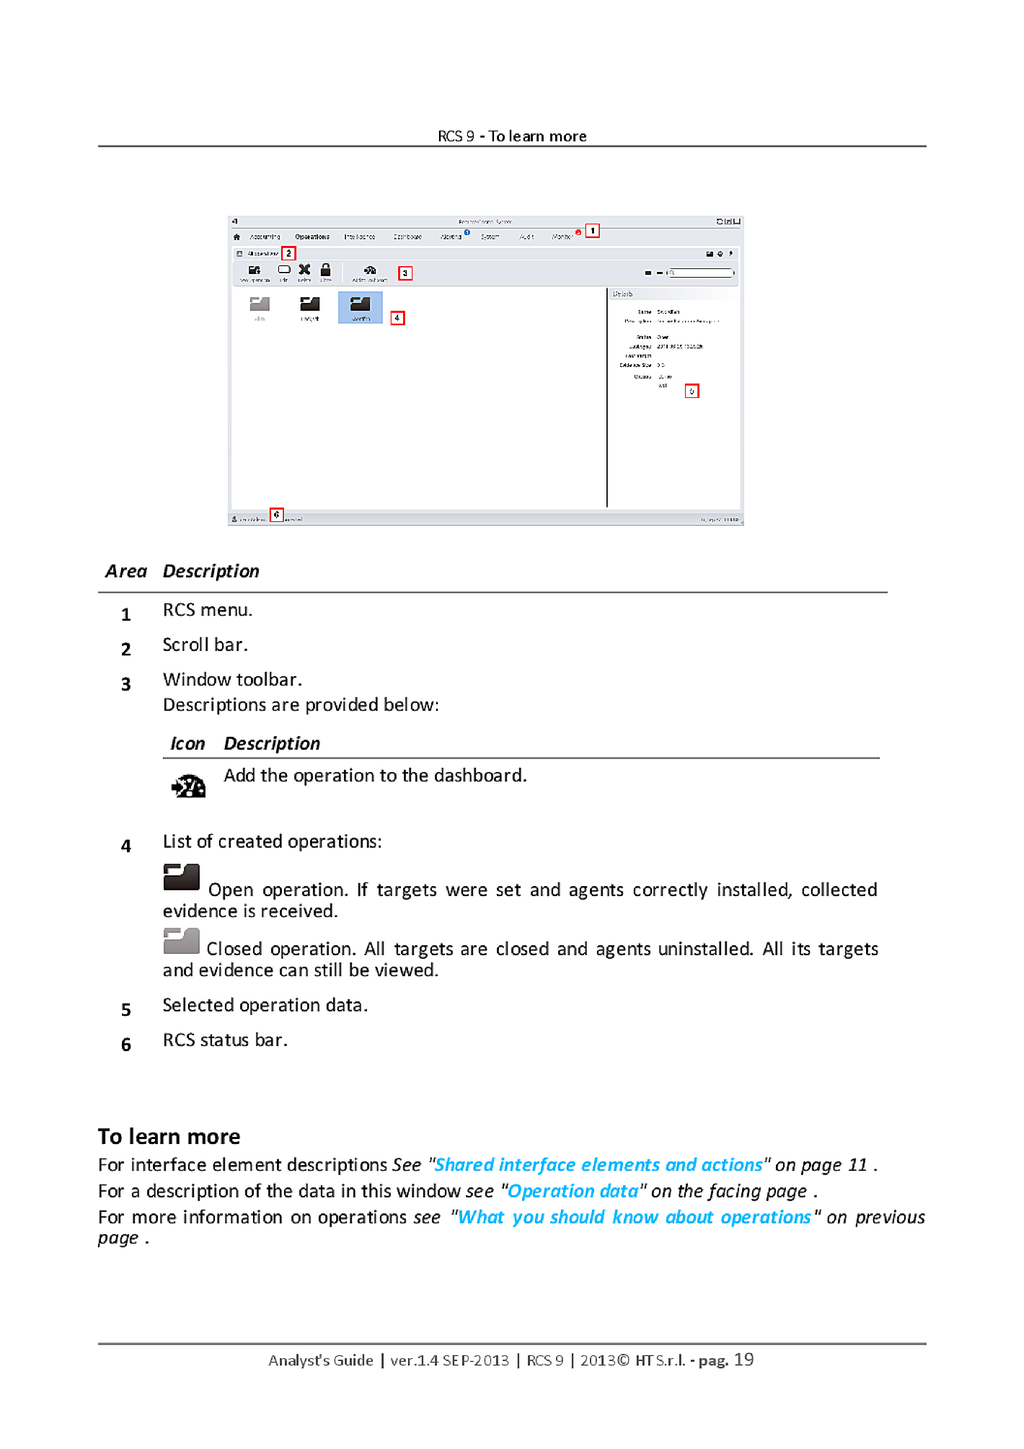 RCS 9 - To learn more
Accounting Operations Intelligence Dashboard Alerting System Audit Monitor 1
2
3
4
Details
Name Swordfish
Status Open
Evidence Size
6
Area Description
1 RCS menu.
2 Scroll bar.
3 Window toolbar.
Descriptions are provided below:
Icon Description
Add the operation to the dashboard.
4 List of created operations:
Open operation. If targets were set and agents correctly installed, collected
evidence is received.
Closed operation. All targets are closed and agents uninstalled. All its targets
and evidence can still be viewed.
5 Selected operation data.
6 RCS status bar.
To learn more
For interface element descriptions See "Shared interface elements and actions" on page 11 .
For a description of the data in this window see "Operation data" on the facing page .
For more information on operations see "What you should know about operations" on previous
page .
Analyst's Guide | ver.1.4 SEP-2013 | RCS 9 | 2013© HT S.r.l. - pag. 19